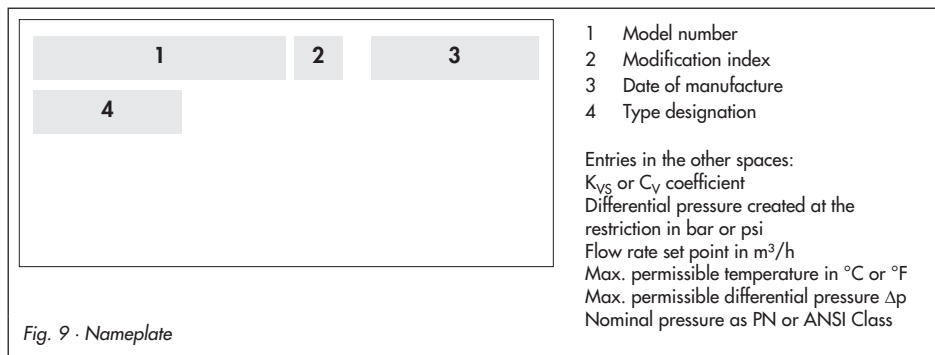 1 2 3
4
1 Model number
2 Modification index
3 Date of manufacture
4 Type designation
Entries in the other spaces:
KVS or CV coefficient
Differential pressure created at the
restriction in bar or psi
Flow rate set point in m³/h
Max. permissible temperature in °C or °F
Max. permissible differential pressure Δp
Nominal pressure as PN or ANSI Class
Fig. 9 · Nameplate